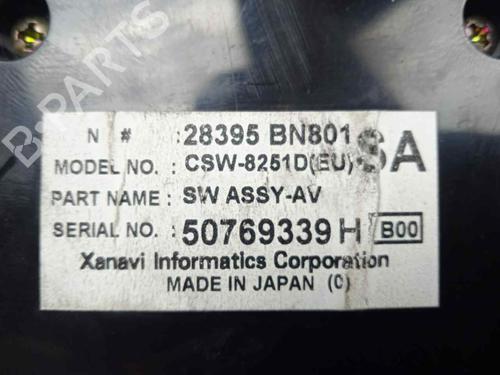 N # : 28395 BN801
SA
MODEL NO. : CSW-8251D(EU)
PART NAME : SW ASSY-AV
SERIAL NO. : 50769339 H B00
Xanavi Informatics Corporation
MADE IN JAPAN (C)